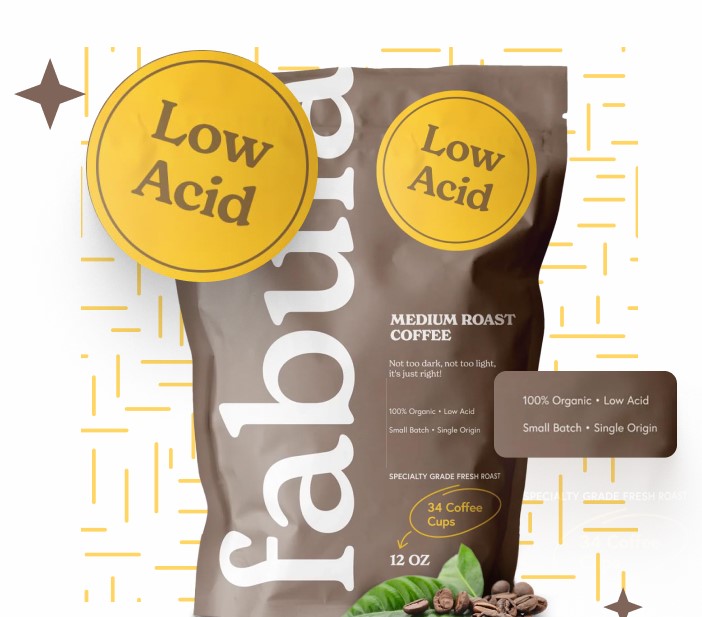 Low
Acid
fabula
Low
Acid
MEDIUM ROAST
COFFEE
Not too dark, not too light,
it's just right!
100% Organic • Low Acid
Small Batch • Single Origin
100% Organic • Low Acid
Small Batch • Single Origin
SPECIALTY GRADE FRESH ROAST
SPECIALTY GRADE FRESH ROAST
34 Coffee
Cups
34 Coffee
12 OZ